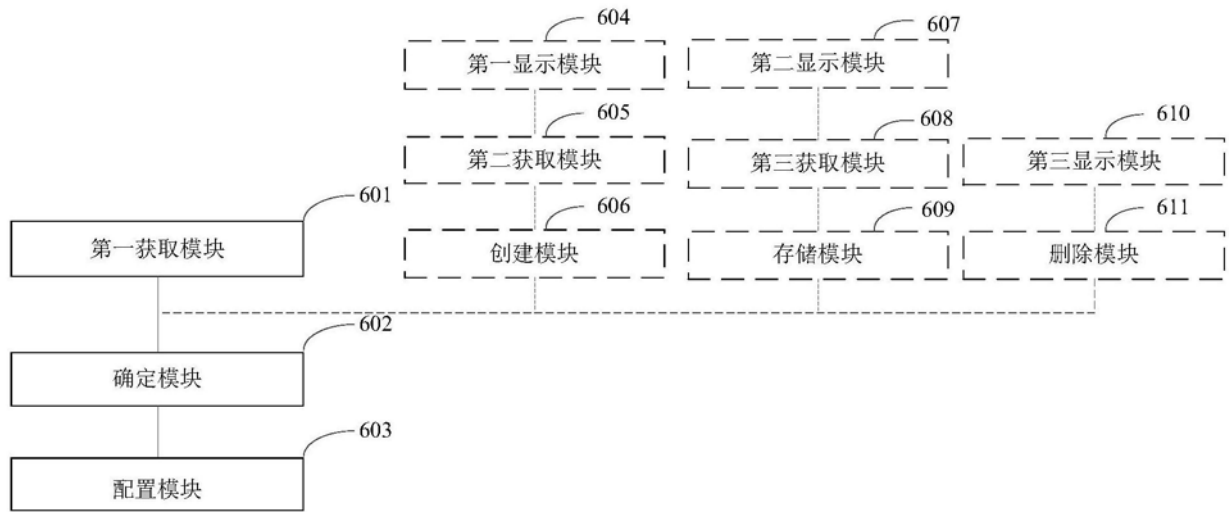 604
第一显示模块
607
第二显示模块
605
第二获取模块
608
第三获取模块
610
第三显示模块
601
第一获取模块
606
创建模块
609
存储模块
611
删除模块
602
确定模块
603
配置模块